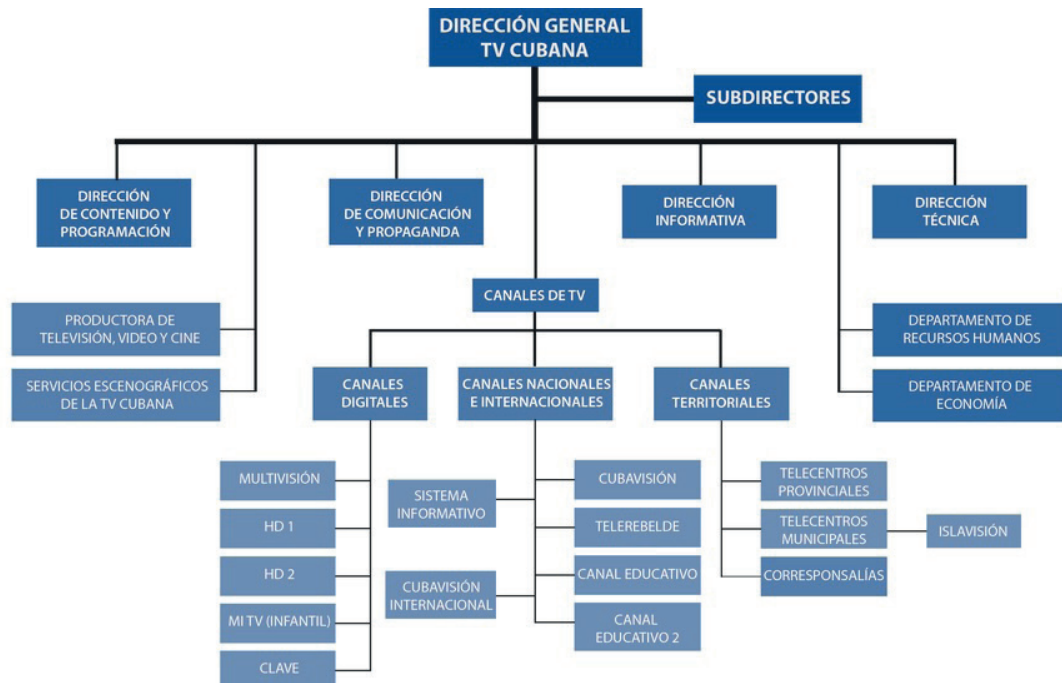 DIRECCIÓN GENERAL
TV CUBANA
SUBDIRECTORES
DIRECCIÓN
DE CONTENIDO Y
PROGRAMACIÓN
DIRECCIÓN
DE COMUNICACIÓN
Y PROPAGANDA
DIRECCIÓN
INFORMATIVA
DIRECCIÓN
TÉCNICA
CANALES DE TV
PRODUCTORA DE
TELEVISIÓN, VIDEO Y CINE
SERVICIOS ESCENOGRÁFICOS
DE LA TV CUBANA
DEPARTAMENTO DE
RECURSOS HUMANOS
DEPARTAMENTO DE
ECONOMÍA
CANALES
DIGITALES
CANALES NACIONALES
E INTERNACIONALES
CANALES
TERRITORIALES
MULTIVISIÓN
HD 1
HD 2
MI TV (INFANTIL)
CLAVE
SISTEMA
INFORMATIVO
CUBAVISIÓN
INTERNACIONAL
CUBAVISIÓN
TELEREBELDE
CANAL EDUCATIVO
CANAL
EDUCATIVO 2
TELECENTROS
PROVINCIALES
TELECENTROS
MUNICIPALES
ISLAVISIÓN
CORRESPONSALÍAS